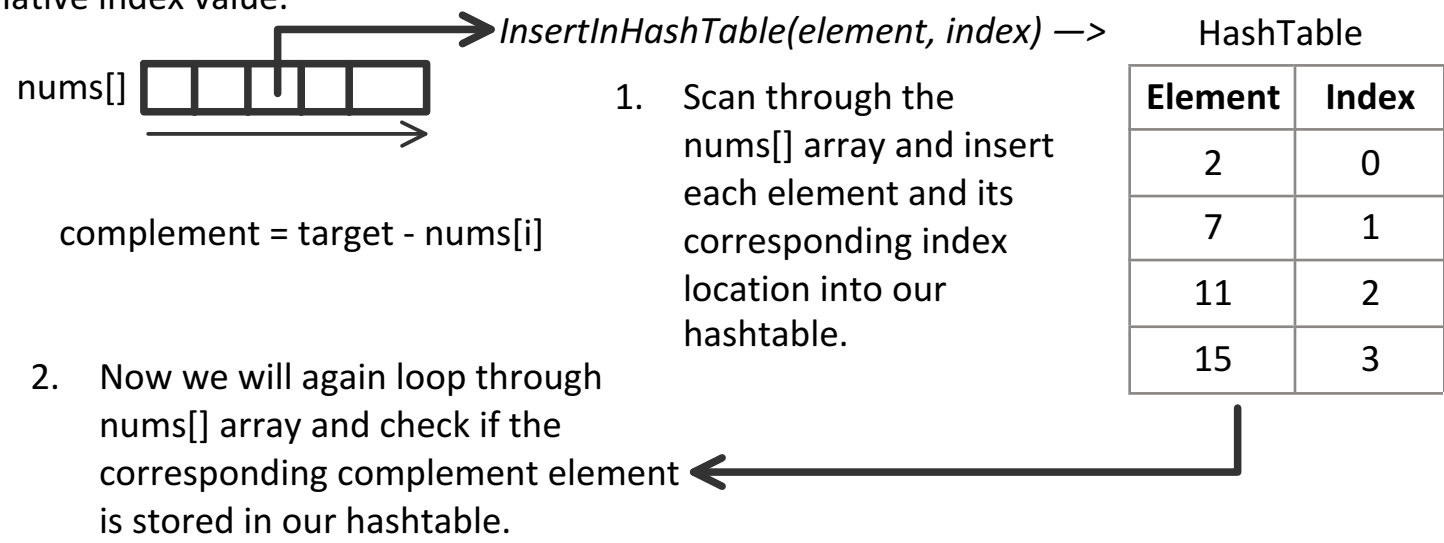 index value.
InsertInHashTable(element, index) —>
HashTable
nums[]
Element Index
2 0
7 1
11 2
15 3
1. Scan through the
nums[] array and insert
each element and its
corresponding index
location into our
hashtable.
complement = target - nums[i]
2. Now we will again loop through
nums[] array and check if the
corresponding complement element
is stored in our hashtable.